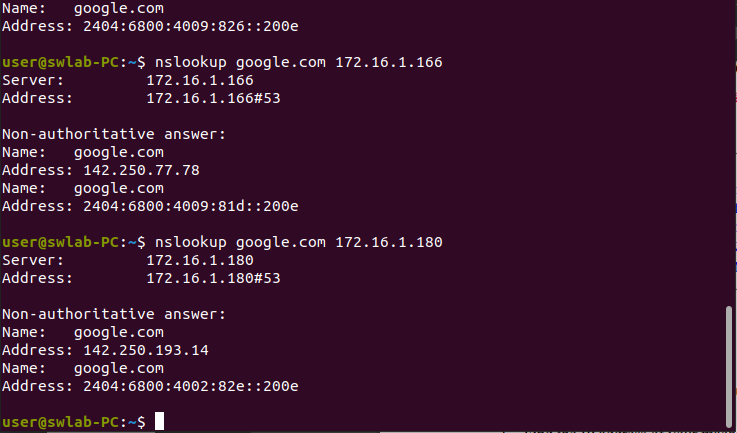 Name:   google.com
Address: 2404:6800:4009:826::200e
user@swlab-PC:~$ nslookup google.com 172.16.1.166
Server:         172.16.1.166
Address:        172.16.1.166#53
Non-authoritative answer:
Name:   google.com
Address: 142.250.77.78
Name:   google.com
Address: 2404:6800:4009:81d::200e
user@swlab-PC:~$ nslookup google.com 172.16.1.180
Server:         172.16.1.180
Address:        172.16.1.180#53
Non-authoritative answer:
Name:   google.com
Address: 142.250.193.14
Name:   google.com
Address: 2404:6800:4002:82e::200e
user@swlab-PC:~$